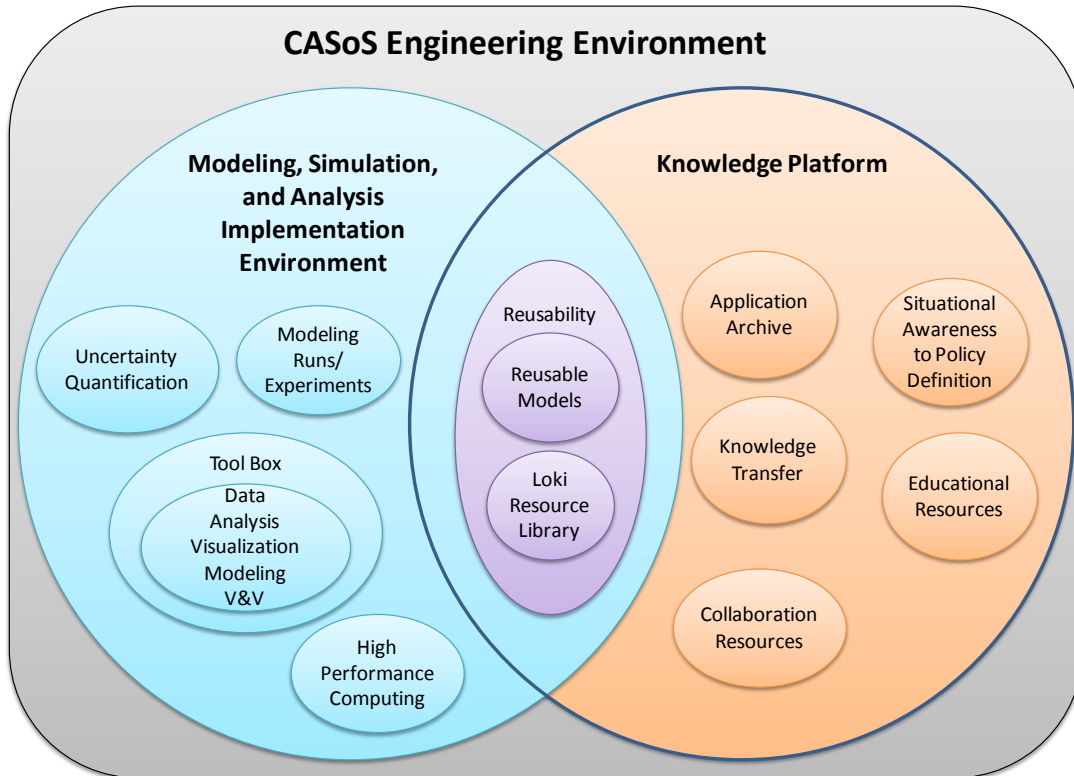 CASoS Engineering Environment
Modeling, Simulation,
and Analysis
Implementation
Environment
Uncertainty
Quantification
Modeling
Runs/
Experiments
Tool Box
Data
Analysis
Visualization
Modeling
V&V
High
Performance
Computing
Reusability
Reusable
Models
Loki
Resource
Library
Knowledge Platform
Application
Archive
Situational
Awareness
to Policy
Definition
Knowledge
Transfer
Educational
Resources
Collaboration
Resources